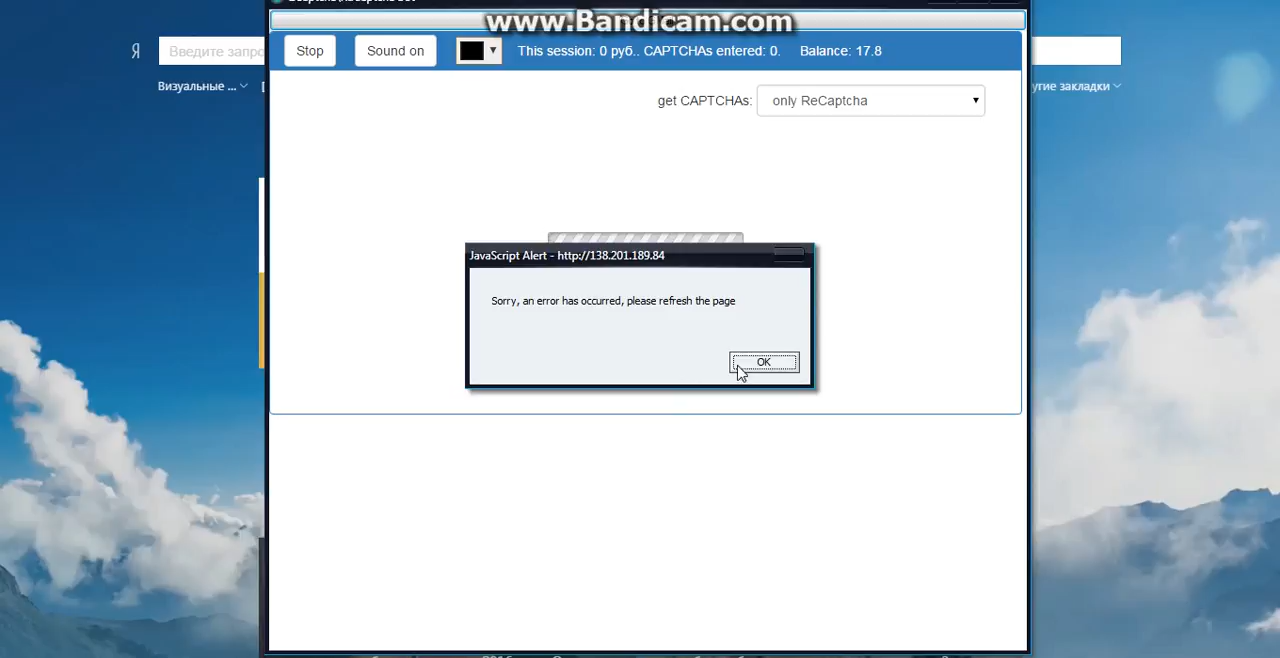 www.Bandicam.com
Я
Введите запро
Визуальные ...
угие закладки
Stop
Sound on
This session: 0 руб.. CAPTCHAs entered: 0.
Balance: 17.8
get CAPTCHAs:
only ReCaptcha
JavaScript Alert - http://138.201.189.84
Sorry, an error has occurred, please refresh the page
OK